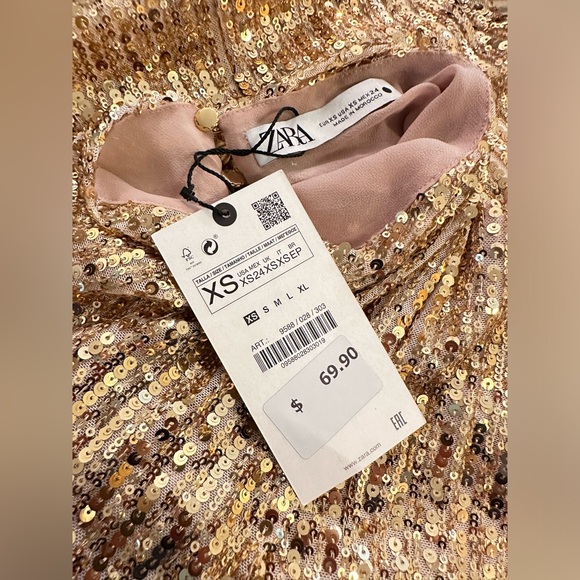 ZARA
EUR XS USA XS MEX 24
MADE IN MOROCCO
FSC
TALLA / SIZE / TAMANHO / TAILLE / MAAT / ΜΕΓΕΘΟΣ
XS
USA MEX UK IT BR
XS 24 XS XS EP
XS S M L XL
ART.: 9588 / 028 / 303
09588028303019
$ 69.90
EAC
www.zara.com